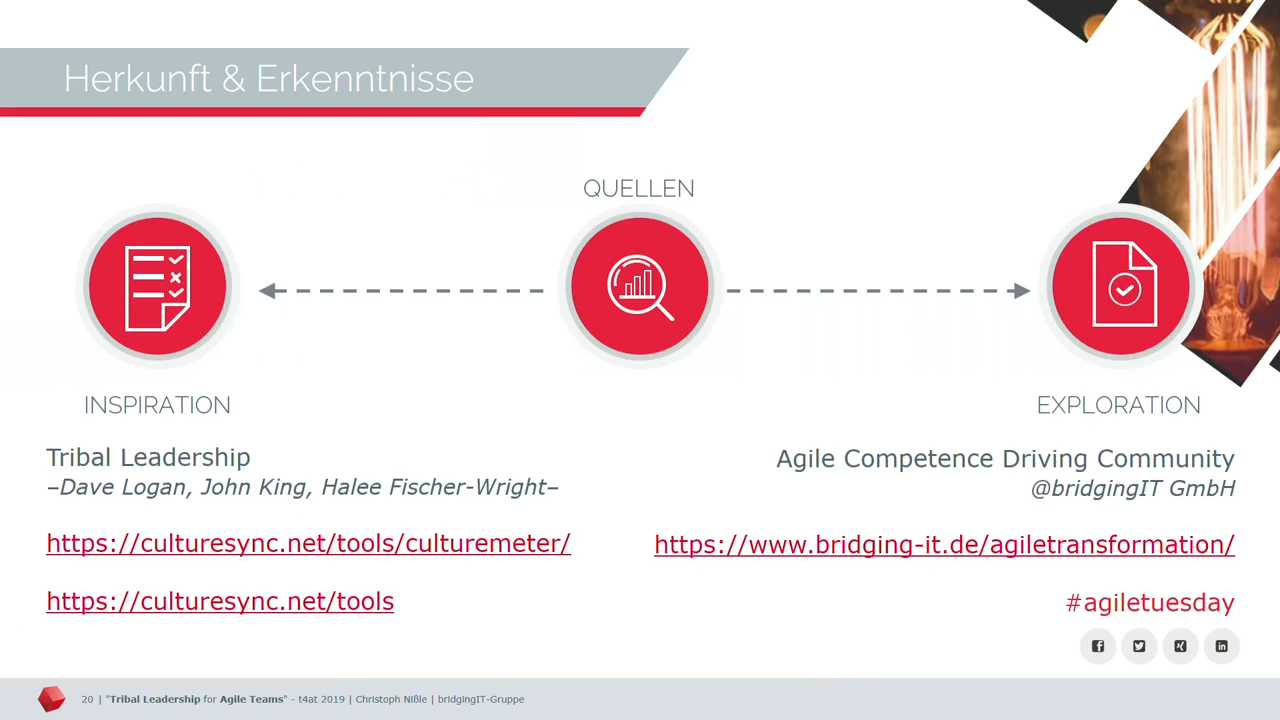 Herkunft & Erkenntnisse
QUELLEN
INSPIRATION
Tribal Leadership
–Dave Logan, John King, Halee Fischer-Wright–
https://culturesync.net/tools/culturemeter/
https://culturesync.net/tools
EXPLORATION
Agile Competence Driving Community
@bridgingIT GmbH
https://www.bridging-it.de/agiletransformation/
#agiletuesday
20 | "Tribal Leadership for Agile Teams" - t4at 2019 | Christoph Nißle | bridgingIT-Gruppe